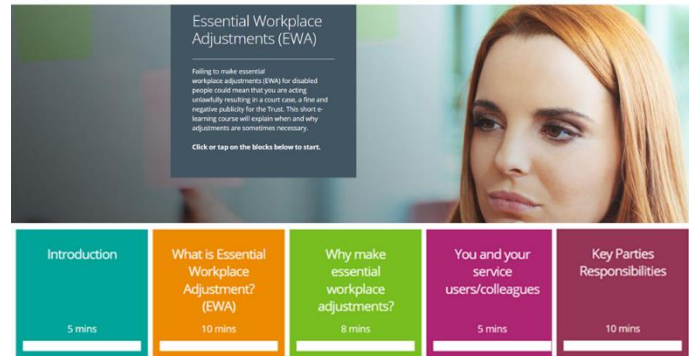 Essential Workplace
Adjustments (EWA)
Failing to make essential
workplace adjustments (EWA) for disabled
people could mean that you are acting
unlawfully resulting in a court case, a fine and
negative publicity for the Trust. This short e-
learning course will explain when and why
adjustments are sometimes necessary.
Click or tap on the blocks below to start.
Introduction
5 mins
What is Essential
Workplace
Adjustment?
(EWA)
10 mins
Why make
essential
workplace
adjustments?
8 mins
You and your
service
users/colleagues
5 mins
Key Parties
Responsibilities
10 mins